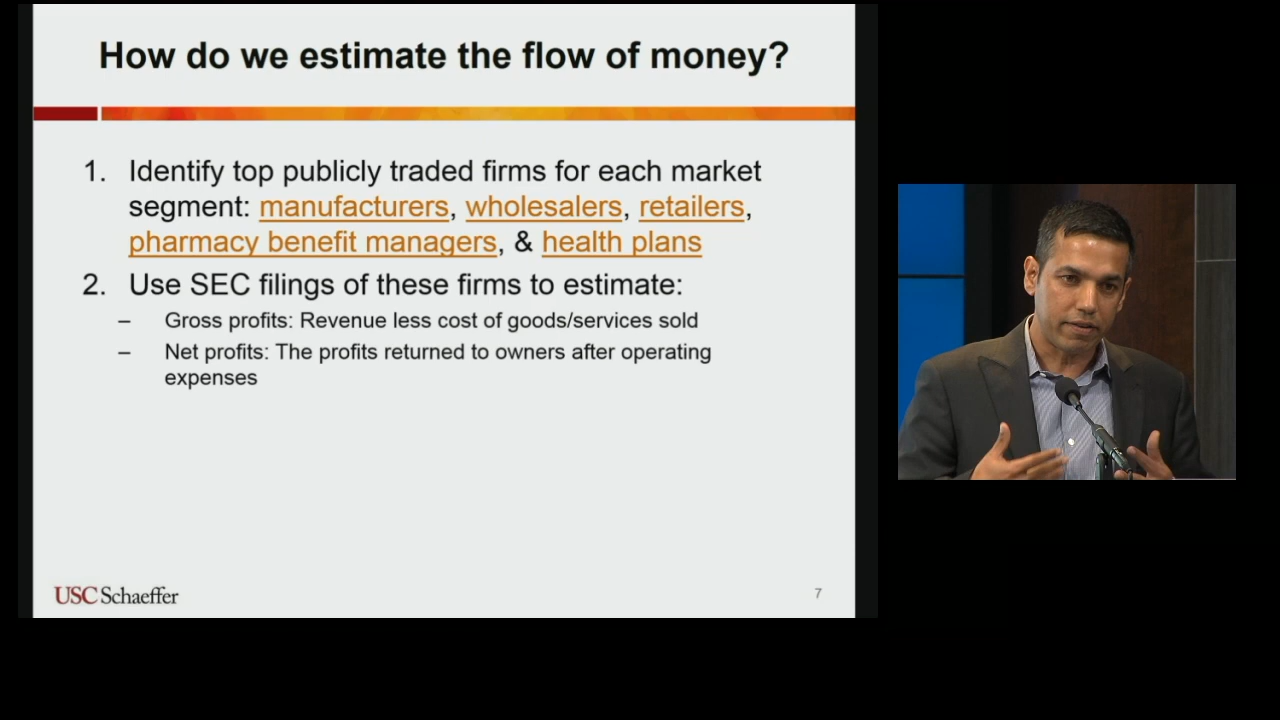 How do we estimate the flow of money?
1. Identify top publicly traded firms for each market
segment: manufacturers, wholesalers, retailers,
pharmacy benefit managers, & health plans
2. Use SEC filings of these firms to estimate:
– Gross profits: Revenue less cost of goods/services sold
– Net profits: The profits returned to owners after operating
expenses
USC Schaeffer
7